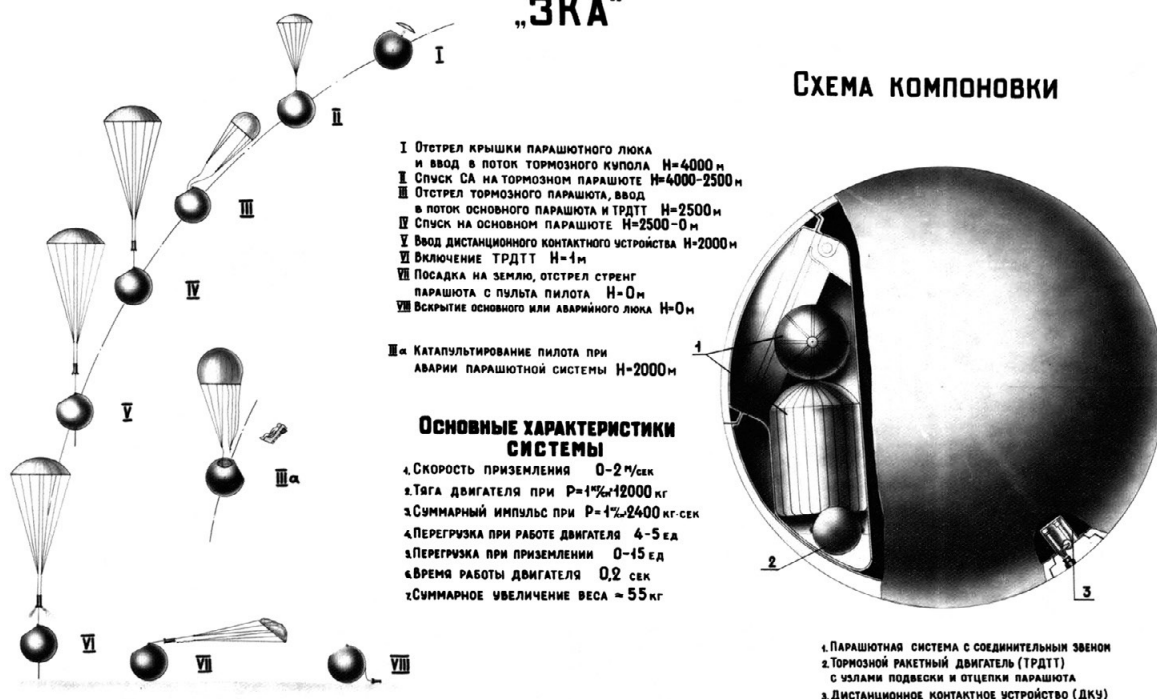 „ЗКА"
СХЕМА КОМПОНОВКИ
I ОТСТРЕЛ КРЫШКИ ПАРАШЮТНОГО ЛЮКА
И ВВОД В ПОТОК ТОРМОЗНОГО КУПОЛА Н=4000 М
II СПУСК СА НА ТОРМОЗНОМ ПАРАШЮТЕ Н=4000-2500 М
III ОТСТРЕЛ ТОРМОЗНОГО ПАРАШЮТА, ВВОД
В ПОТОК ОСНОВНОГО ПАРАШЮТА И ТРДТТ Н=2500 М
IV СПУСК НА ОСНОВНОМ ПАРАШЮТЕ Н=2500-0 М
V ВВОД ДИСТАНЦИОННОГО КОНТАКТНОГО УСТРОЙСТВА Н=2000 М
VI ВКЛЮЧЕНИЕ ТРДТТ Н=1 М
VII ПОСАДКА НА ЗЕМЛЮ, ОТСТРЕЛ СТРЕНГ
ПАРАШЮТА С ПУЛЬТА ПИЛОТА Н=0 М
VIII ВСКРЫТИЕ ОСНОВНОГО ИЛИ АВАРИЙНОГО ЛЮКА Н=0 М
IIIа КАТАПУЛЬТИРОВАНИЕ ПИЛОТА ПРИ
АВАРИИ ПАРАШЮТНОЙ СИСТЕМЫ Н=2000 М
ОСНОВНЫЕ ХАРАКТЕРИСТИКИ
СИСТЕМЫ
1. СКОРОСТЬ ПРИЗЕМЛЕНИЯ 0-2 М/СЕК
2. ТЯГА ДВИГАТЕЛЯ ПРИ 12000 КГ
3. СУММАРНЫЙ ИМПУЛЬС ПРИ 2400 КГ·СЕК
4. ПЕРЕГРУЗКА ПРИ РАБОТЕ ДВИГАТЕЛЯ 4-5 ЕД
5. ПЕРЕГРУЗКА ПРИ ПРИЗЕМЛЕНИИ 0-15 ЕД
6. ВРЕМЯ РАБОТЫ ДВИГАТЕЛЯ 0,2 СЕК
7. СУММАРНОЕ УВЕЛИЧЕНИЕ ВЕСА ≈ 55 КГ
I
II
III
IV
V
IIIа
VI
VII
VIII
1
2
3
1. ПАРАШЮТНАЯ СИСТЕМА С СОЕДИНИТЕЛЬНЫМ ЗВЕНОМ
2. ТОРМОЗНОЙ РАКЕТНЫЙ ДВИГАТЕЛЬ (ТРДТТ)
С УЗЛАМИ ПОДВЕСКИ И ОТЦЕПКИ ПАРАШЮТА
3. ДИСТАНЦИОННОЕ КОНТАКТНОЕ УСТРОЙСТВО (ДКУ)